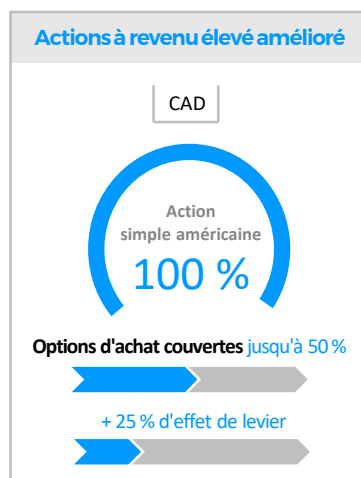 Actions à revenu élevé amélioré
CAD
Action
simple américaine
100 %
Options d'achat couvertes jusqu'à 50 %
+ 25 % d'effet de levier